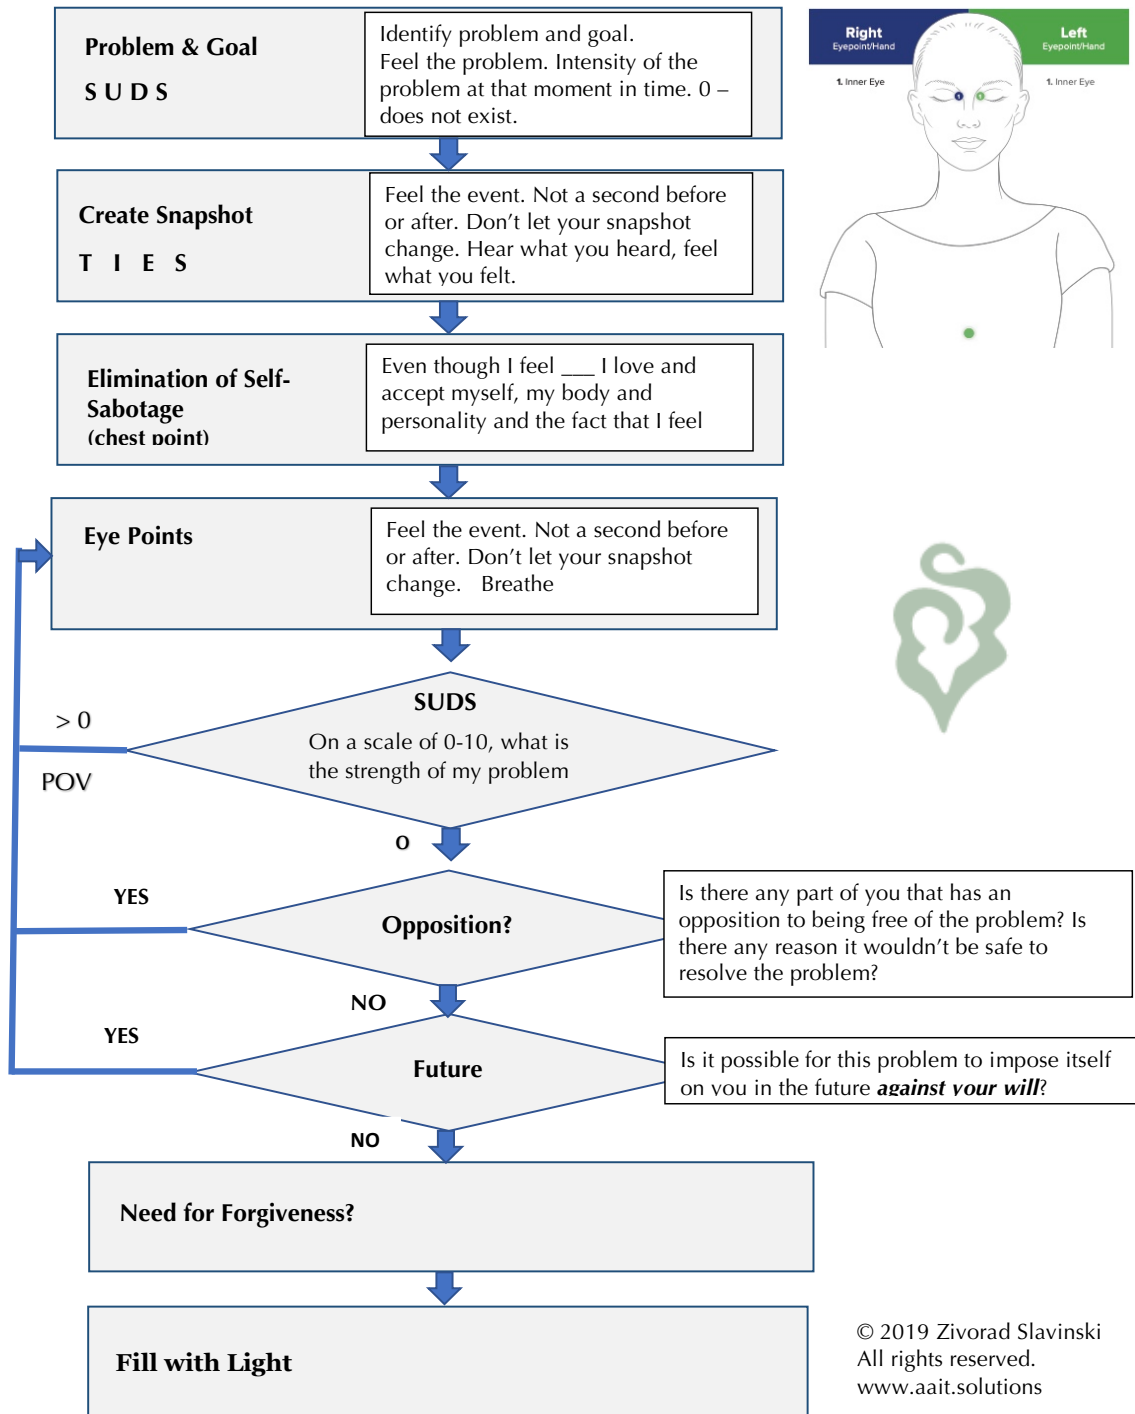 Problem & Goal
S U D S
Identify problem and goal.
Feel the problem. Intensity of the
problem at that moment in time. 0 –
does not exist.
Right
Eyepoint/Hand
1. Inner Eye
Left
Eyepoint/Hand
1. Inner Eye
1
1
Create Snapshot
T I E S
Feel the event. Not a second before
or after. Don’t let your snapshot
change. Hear what you heard, feel
what you felt.
Elimination of Self-
Sabotage
(chest point)
Even though I feel ___ I love and
accept myself, my body and
personality and the fact that I feel
Eye Points
Feel the event. Not a second before
or after. Don’t let your snapshot
change. Breathe
SUDS
On a scale of 0-10, what is
the strength of my problem
> 0
POV
0
YES
Opposition?
Is there any part of you that has an
opposition to being free of the problem? Is
there any reason it wouldn’t be safe to
resolve the problem?
NO
YES
Future
Is it possible for this problem to impose itself
on you in the future against your will?
NO
Need for Forgiveness?
Fill with Light
© 2019 Zivorad Slavinski
All rights reserved.
www.aait.solutions